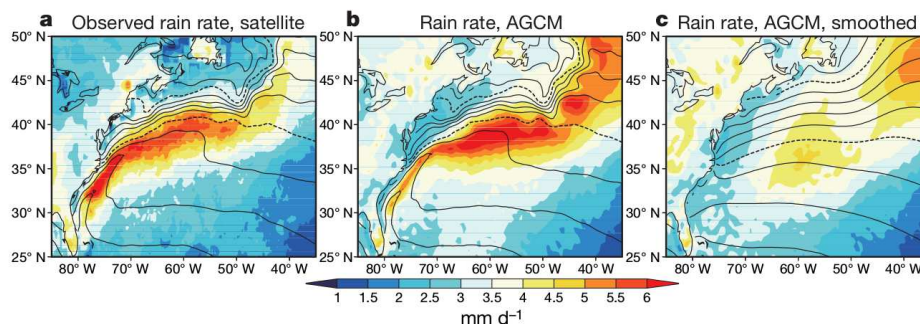 a Observed rain rate, satellite
b Rain rate, AGCM
c Rain rate, AGCM, smoothed
50° N
45° N
40° N
35° N
30° N
25° N
80° W 70° W 60° W 50° W 40° W
50° N
45° N
40° N
35° N
30° N
25° N
80° W 70° W 60° W 50° W 40° W
50° N
45° N
40° N
35° N
30° N
25° N
80° W 70° W 60° W 50° W 40° W
1 1.5 2 2.5 3 3.5 4 4.5 5 5.5 6
mm d⁻¹